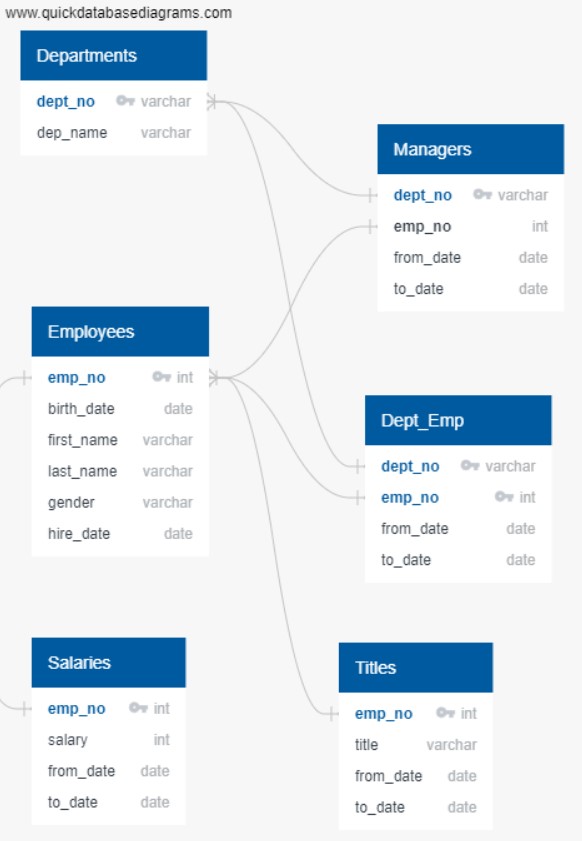 www.quickdatabasediagrams.com
Departments
dept_no varchar
dep_name varchar
Managers
dept_no varchar
emp_no int
from_date date
to_date date
Employees
emp_no int
birth_date date
first_name varchar
last_name varchar
gender varchar
hire_date date
Dept_Emp
dept_no varchar
emp_no int
from_date date
to_date date
Salaries
emp_no int
salary int
from_date date
to_date date
Titles
emp_no int
title varchar
from_date date
to_date date